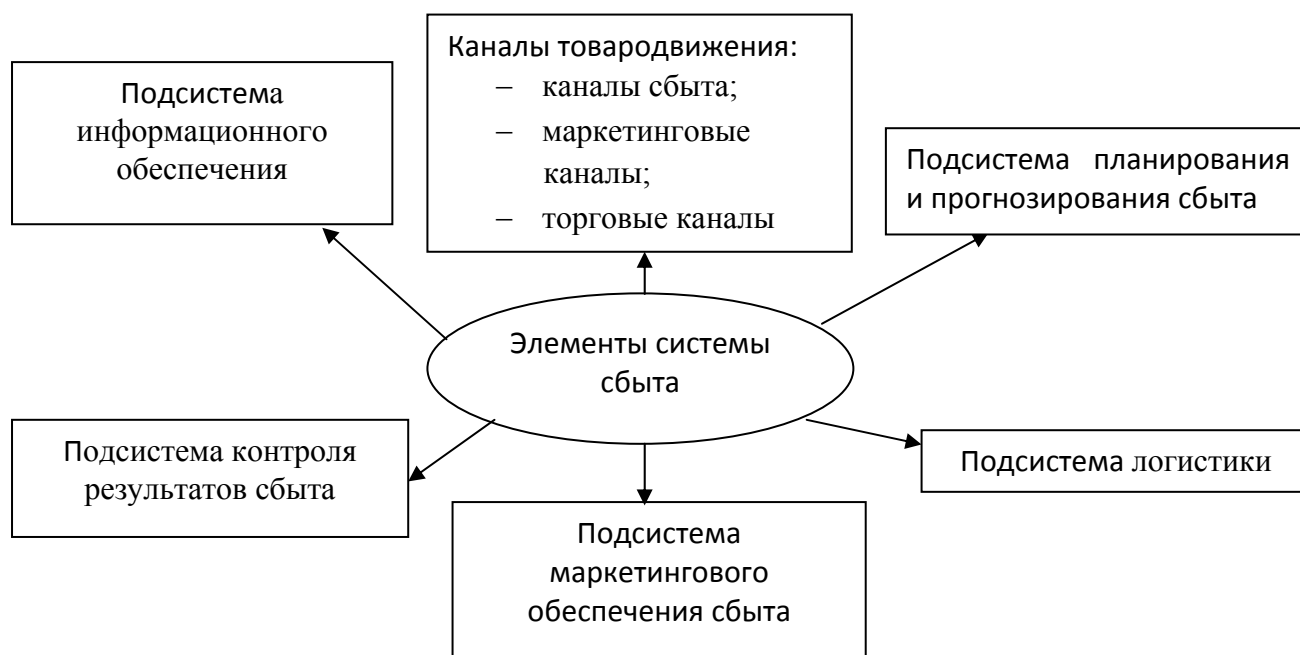 Подсистема
информационного
обеспечения
Каналы товародвижения:
– каналы сбыта;
– маркетинговые
каналы;
– торговые каналы
Подсистема планирования
и прогнозирования сбыта
Элементы системы
сбыта
Подсистема контроля
результатов сбыта
Подсистема логистики
Подсистема
маркетингового
обеспечения сбыта